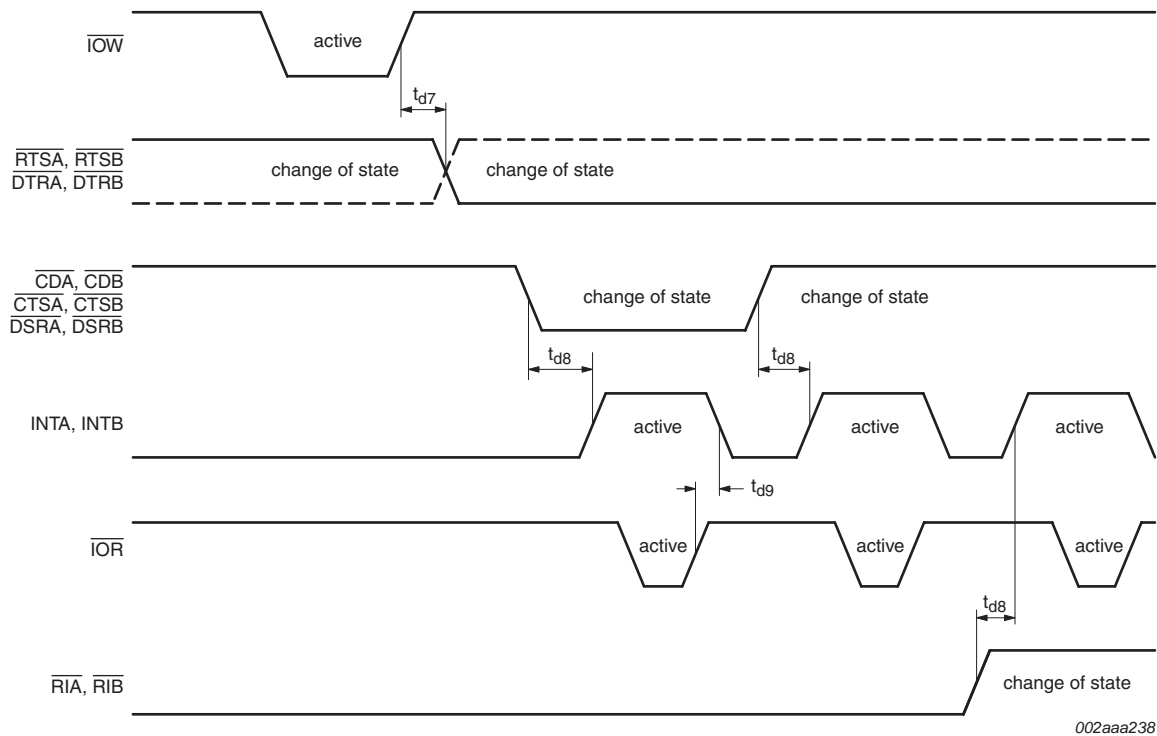 IOW
active
td7
RTSA, RTSB
DTRA, DTRB
change of state
change of state
CDA, CDB
CTSA, CTSB
DSRA, DSRB
change of state
change of state
td8
td8
INTA, INTB
active
active
active
td9
IOR
active
active
active
td8
RIA, RIB
change of state
002aaa238